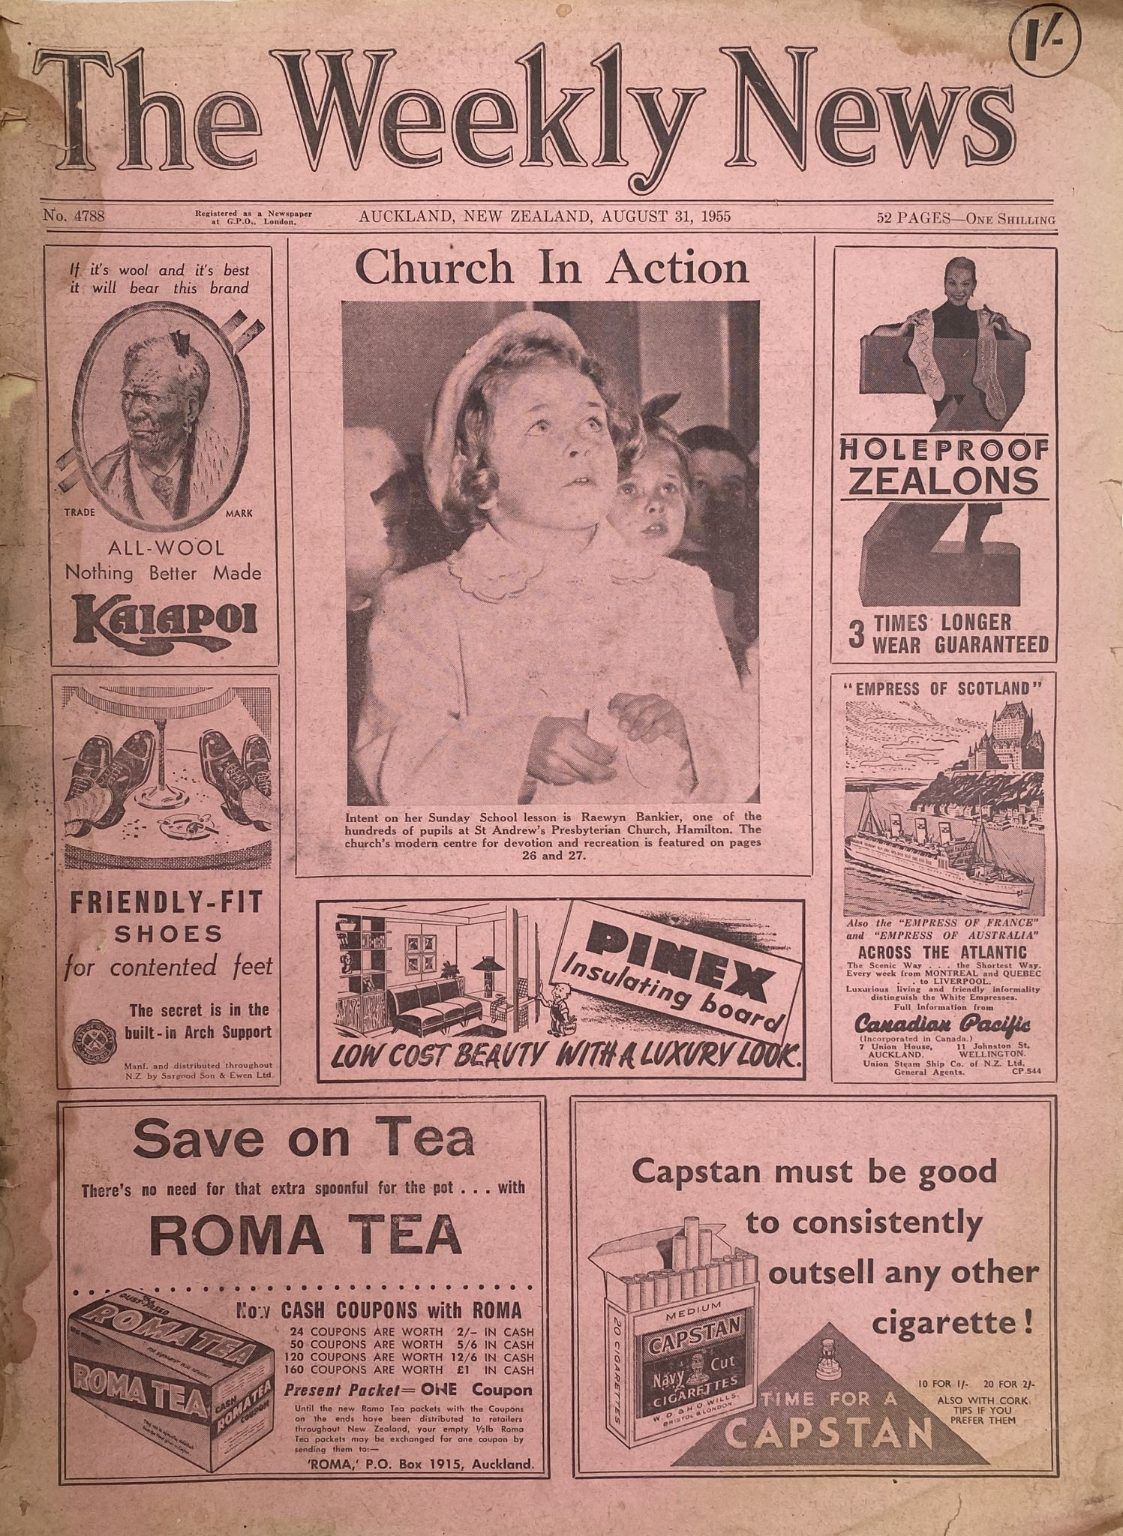 1/-
The Weekly News
No. 4788
Registered as a Newspaper
at G.P.O., London.
AUCKLAND, NEW ZEALAND, AUGUST 31, 1955
52 PAGES—ONE SHILLING
If it's wool and it's best
it will bear this brand
TRADE MARK
ALL-WOOL
Nothing Better Made
KAIAPOI
FRIENDLY-FIT
SHOES
for contented feet
The secret is in the
built-in Arch Support
Manf. and distributed throughout
N.Z. by Sargood Son & Ewen Ltd.
Church In Action
Intent on her Sunday School lesson is Raewyn Bankier, one of the
hundreds of pupils at St Andrew's Presbyterian Church, Hamilton. The
church's modern centre for devotion and recreation is featured on pages
26 and 27.
PINEX
Insulating board
LOW COST BEAUTY WITH A LUXURY LOOK.
HOLEPROOF
ZEALONS
3 TIMES LONGER
WEAR GUARANTEED
"EMPRESS OF SCOTLAND"
Also the "EMPRESS OF FRANCE"
and "EMPRESS OF AUSTRALIA"
ACROSS THE ATLANTIC
The Scenic Way . . . the Shortest Way.
Every week from MONTREAL and QUEBEC
to LIVERPOOL.
Luxurious living and friendly informality
distinguish the White Empresses.
Full Information from
Canadian Pacific
(Incorporated in Canada.)
7 Union House, 11 Johnston St,
AUCKLAND. WELLINGTON.
Union Steam Ship Co. of N.Z. Ltd.
General Agents. CP 544
Save on Tea
There's no need for that extra spoonful for the pot . . . with
ROMA TEA
Now CASH COUPONS with ROMA
24 COUPONS ARE WORTH 2/- IN CASH
50 COUPONS ARE WORTH 5/6 IN CASH
120 COUPONS ARE WORTH 12/6 IN CASH
160 COUPONS ARE WORTH £1 IN CASH
Present Packet= ONE Coupon
Until the new Roma Tea packets with the Coupons
on the ends have been distributed to retailers
throughout New Zealand, your empty ½lb Roma
Tea packets may be exchanged for one coupon by
sending them to:—
'ROMA,' P.O. Box 1915, Auckland.
ROMA TEA
ROMA TEA
CASH
ROMATEA
COUPON
Capstan must be good
to consistently
outsell any other
cigarette!
20 CIGARETTES
MEDIUM
CAPSTAN
Navy Cut
CIGARETTES
W.D. & H.O. WILLS.
BRISTOL & LONDON.
TIME FOR A
CAPSTAN
10 FOR 1/- 20 FOR 2/-
ALSO WITH CORK
TIPS IF YOU
PREFER THEM